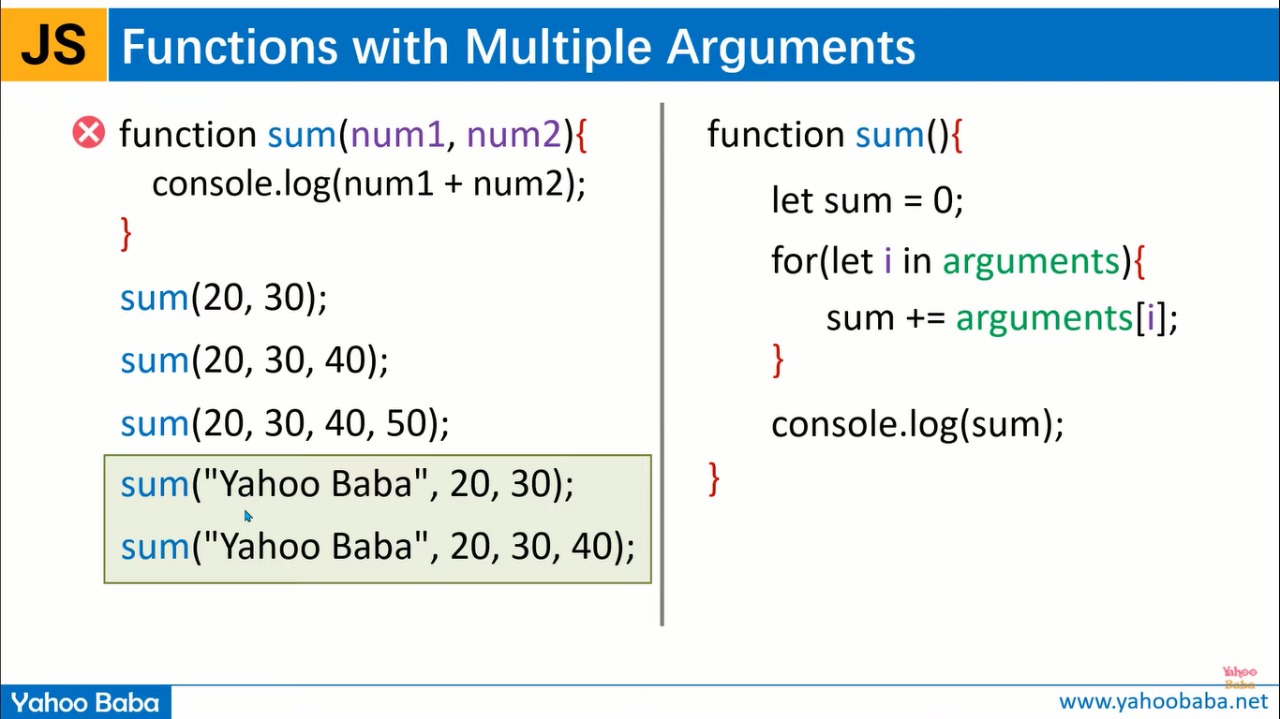 JS Functions with Multiple Arguments
function sum(num1, num2){
console.log(num1 + num2);
}
sum(20, 30);
sum(20, 30, 40);
sum(20, 30, 40, 50);
sum("Yahoo Baba", 20, 30);
sum("Yahoo Baba", 20, 30, 40);
function sum(){
let sum = 0;
for(let i in arguments){
sum += arguments[i];
}
console.log(sum);
}
Yahoo
Baba
Yahoo Baba
www.yahoobaba.net